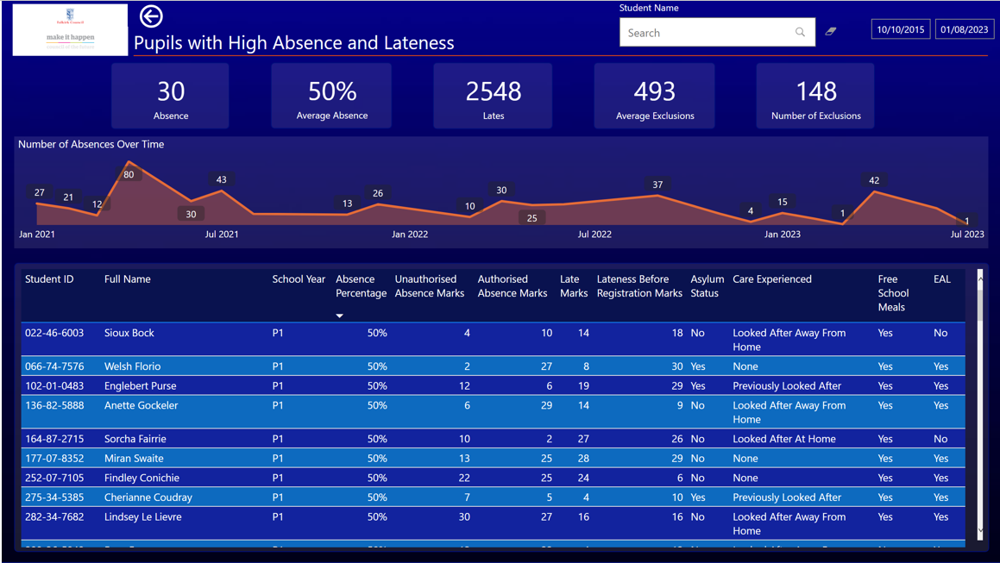 Student Name
Falkirk Council
make it happen
Pupils with High Absence and Lateness
Search
10/10/2015 01/08/2023
30 50% 2548 493 148
Absence Average Absence Lates Average Exclusions Number of Exclusions
Number of Absences Over Time
27 21 12 80 30 43 13 26 10 30 25 37 4 15 1 42 1
Jan 2021 Jul 2021 Jan 2022 Jul 2022 Jan 2023 Jul 2023
Student ID Full Name School Year Absence Unauthorised Authorised Late Lateness Before Asylum Care Experienced Free EAL
Percentage Absence Marks Absence Marks Marks Registration Marks Status School
Meals
022-46-6003 Sioux Bock P1 50% 4 10 14 18 No Looked After Away From Yes No
Home
066-74-7576 Welsh Florio P1 50% 2 27 8 30 Yes None Yes Yes
102-01-0483 Englebert Purse P1 50% 12 6 19 29 Yes Previously Looked After Yes Yes
136-82-5888 Anette Gockeler P1 50% 6 29 14 9 No Looked After Away From Yes Yes
Home
164-87-2715 Sorcha Fairrie P1 50% 10 2 27 26 No Looked After At Home Yes No
177-07-8352 Miran Swaite P1 50% 13 25 28 29 No None Yes Yes
252-07-7105 Findley Conichie P1 50% 22 25 24 6 No None Yes Yes
275-34-5385 Cherianne Coudray P1 50% 7 5 4 10 Yes Previously Looked After Yes Yes
282-34-7682 Lindsey Le Lievre P1 50% 30 27 16 16 No Looked After Away From Yes Yes
Home